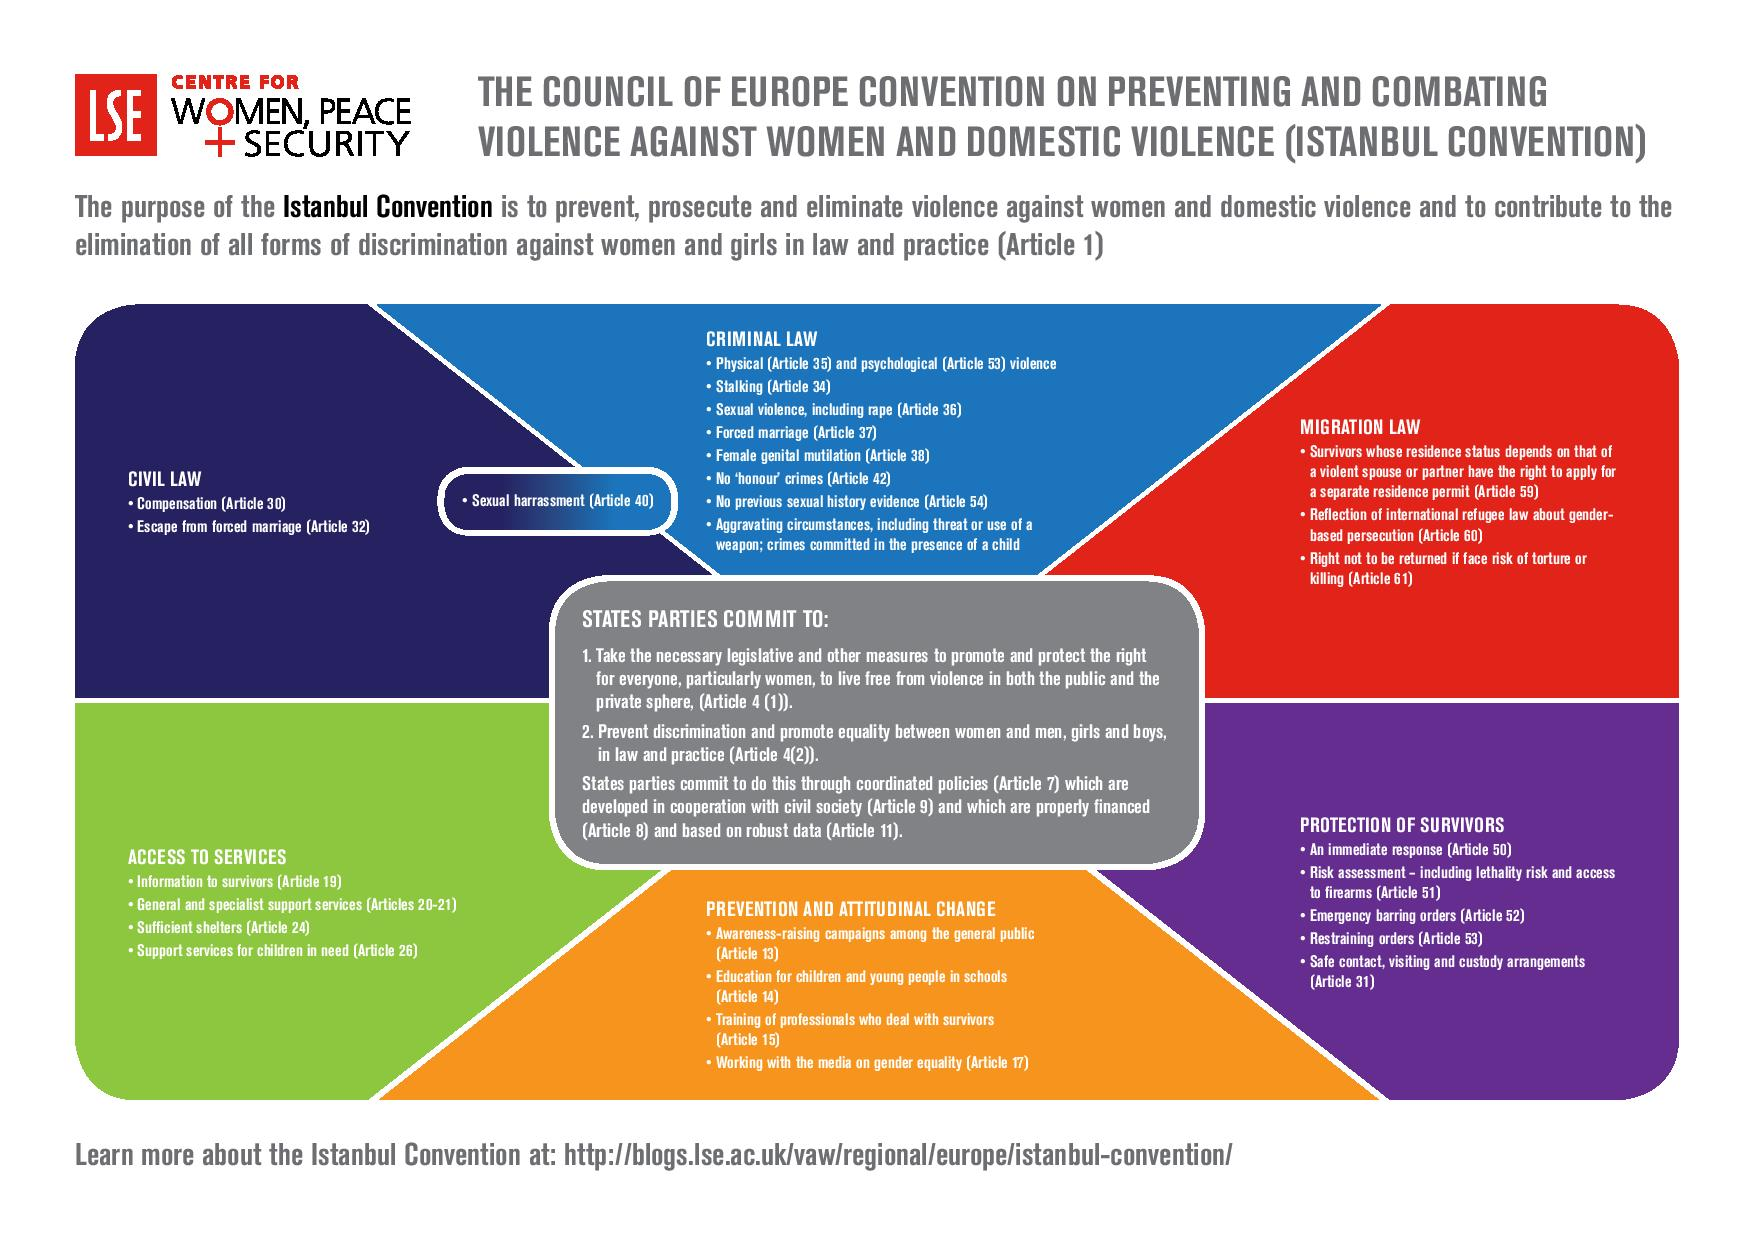 LSE
CENTRE FOR
WOMEN, PEACE
+ SECURITY
THE COUNCIL OF EUROPE CONVENTION ON PREVENTING AND COMBATING
VIOLENCE AGAINST WOMEN AND DOMESTIC VIOLENCE (ISTANBUL CONVENTION)
The purpose of the Istanbul Convention is to prevent, prosecute and eliminate violence against women and domestic violence and to contribute to the
elimination of all forms of discrimination against women and girls in law and practice (Article 1)
CIVIL LAW
• Compensation (Article 30)
• Escape from forced marriage (Article 32)
• Sexual harrassment (Article 40)
CRIMINAL LAW
• Physical (Article 35) and psychological (Article 53) violence
• Stalking (Article 34)
• Sexual violence, including rape (Article 36)
• Forced marriage (Article 37)
• Female genital mutilation (Article 38)
• No ‘honour’ crimes (Article 42)
• No previous sexual history evidence (Article 54)
• Aggravating circumstances, including threat or use of a
weapon; crimes committed in the presence of a child
MIGRATION LAW
• Survivors whose residence status depends on that of
a violent spouse or partner have the right to apply for
a separate residence permit (Article 59)
• Reflection of international refugee law about gender-
based persecution (Article 60)
• Right not to be returned if face risk of torture or
killing (Article 61)
STATES PARTIES COMMIT TO:
1. Take the necessary legislative and other measures to promote and protect the right
for everyone, particularly women, to live free from violence in both the public and the
private sphere, (Article 4 (1)).
2. Prevent discrimination and promote equality between women and men, girls and boys,
in law and practice (Article 4(2)).
States parties commit to do this through coordinated policies (Article 7) which are
developed in cooperation with civil society (Article 9) and which are properly financed
(Article 8) and based on robust data (Article 11).
ACCESS TO SERVICES
• Information to survivors (Article 19)
• General and specialist support services (Articles 20-21)
• Sufficient shelters (Article 24)
• Support services for children in need (Article 26)
PREVENTION AND ATTITUDINAL CHANGE
• Awareness-raising campaigns among the general public
(Article 13)
• Education for children and young people in schools
(Article 14)
• Training of professionals who deal with survivors
(Article 15)
• Working with the media on gender equality (Article 17)
PROTECTION OF SURVIVORS
• An immediate response (Article 50)
• Risk assessment – including lethality risk and access
to firearms (Article 51)
• Emergency barring orders (Article 52)
• Restraining orders (Article 53)
• Safe contact, visiting and custody arrangements
(Article 31)
Learn more about the Istanbul Convention at: http://blogs.lse.ac.uk/vaw/regional/europe/istanbul-convention/